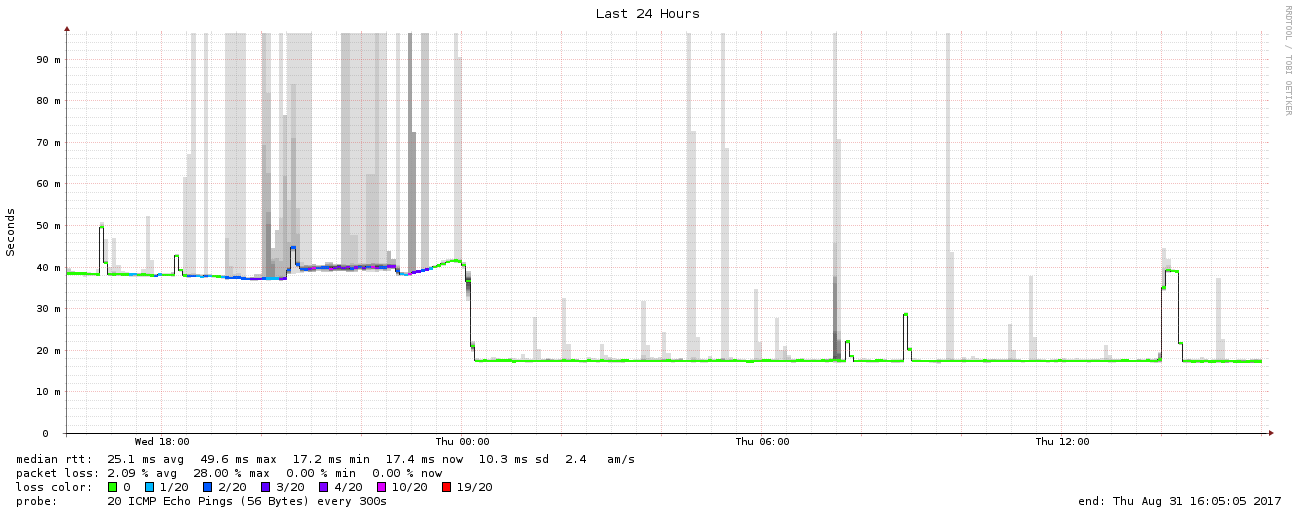 Last 24 Hours
RRDTOOL / TOBI OETIKER
Seconds
90 m
80 m
70 m
60 m
50 m
40 m
30 m
20 m
10 m
0
Wed 18:00 Thu 00:00 Thu 06:00 Thu 12:00
median rtt: 25.1 ms avg 49.6 ms max 17.2 ms min 17.4 ms now 10.3 ms sd 2.4 am/s
packet loss: 2.09 % avg 28.00 % max 0.00 % min 0.00 % now
loss color: 0 1/20 2/20 3/20 4/20 10/20 19/20
probe: 20 ICMP Echo Pings (56 Bytes) every 300s end: Thu Aug 31 16:05:05 2017